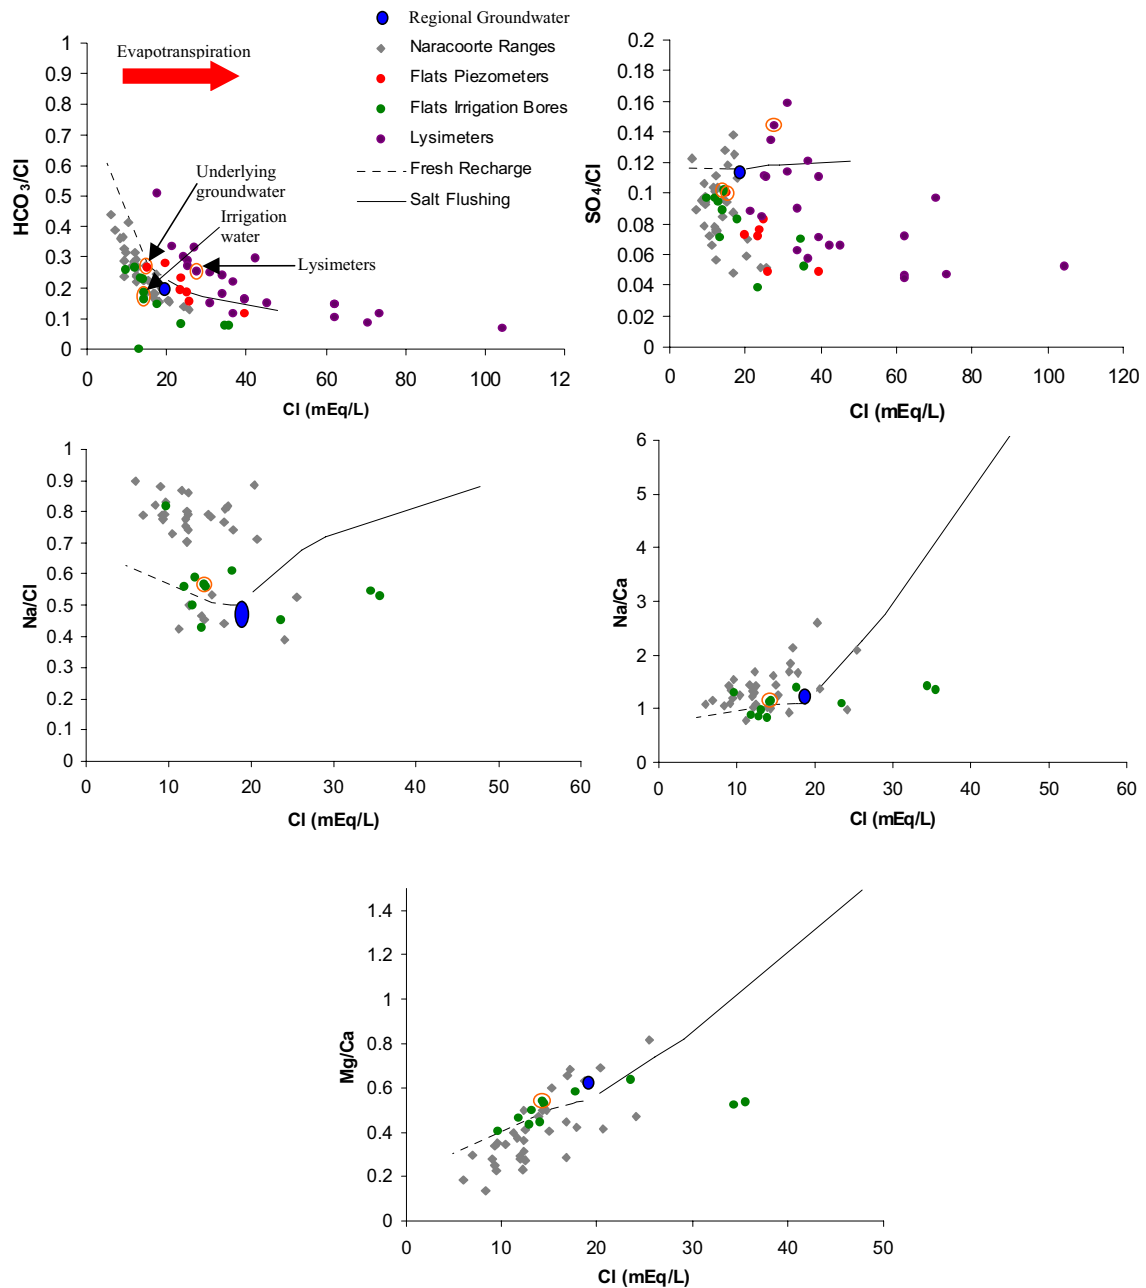 Regional Groundwater
Naracoorte Ranges
Flats Piezometers
Flats Irrigation Bores
Lysimeters
Fresh Recharge
Salt Flushing
Evapotranspiration
Underlying
groundwater
Irrigation
water
Lysimeters
HCO3/Cl
1
0.9
0.8
0.7
0.6
0.5
0.4
0.3
0.2
0.1
0
0 20 40 60 80 100 12
Cl (mEq/L)
SO4/Cl
0.2
0.18
0.16
0.14
0.12
0.1
0.08
0.06
0.04
0.02
0
0 20 40 60 80 100 120
Cl (mEq/L)
Na/Cl
1
0.9
0.8
0.7
0.6
0.5
0.4
0.3
0.2
0.1
0
0 10 20 30 40 50 60
Cl (mEq/L)
Na/Ca
6
5
4
3
2
1
0
0 10 20 30 40 50 60
Cl (mEq/L)
Mg/Ca
1.4
1.2
1
0.8
0.6
0.4
0.2
0
0 10 20 30 40 50
Cl (mEq/L)